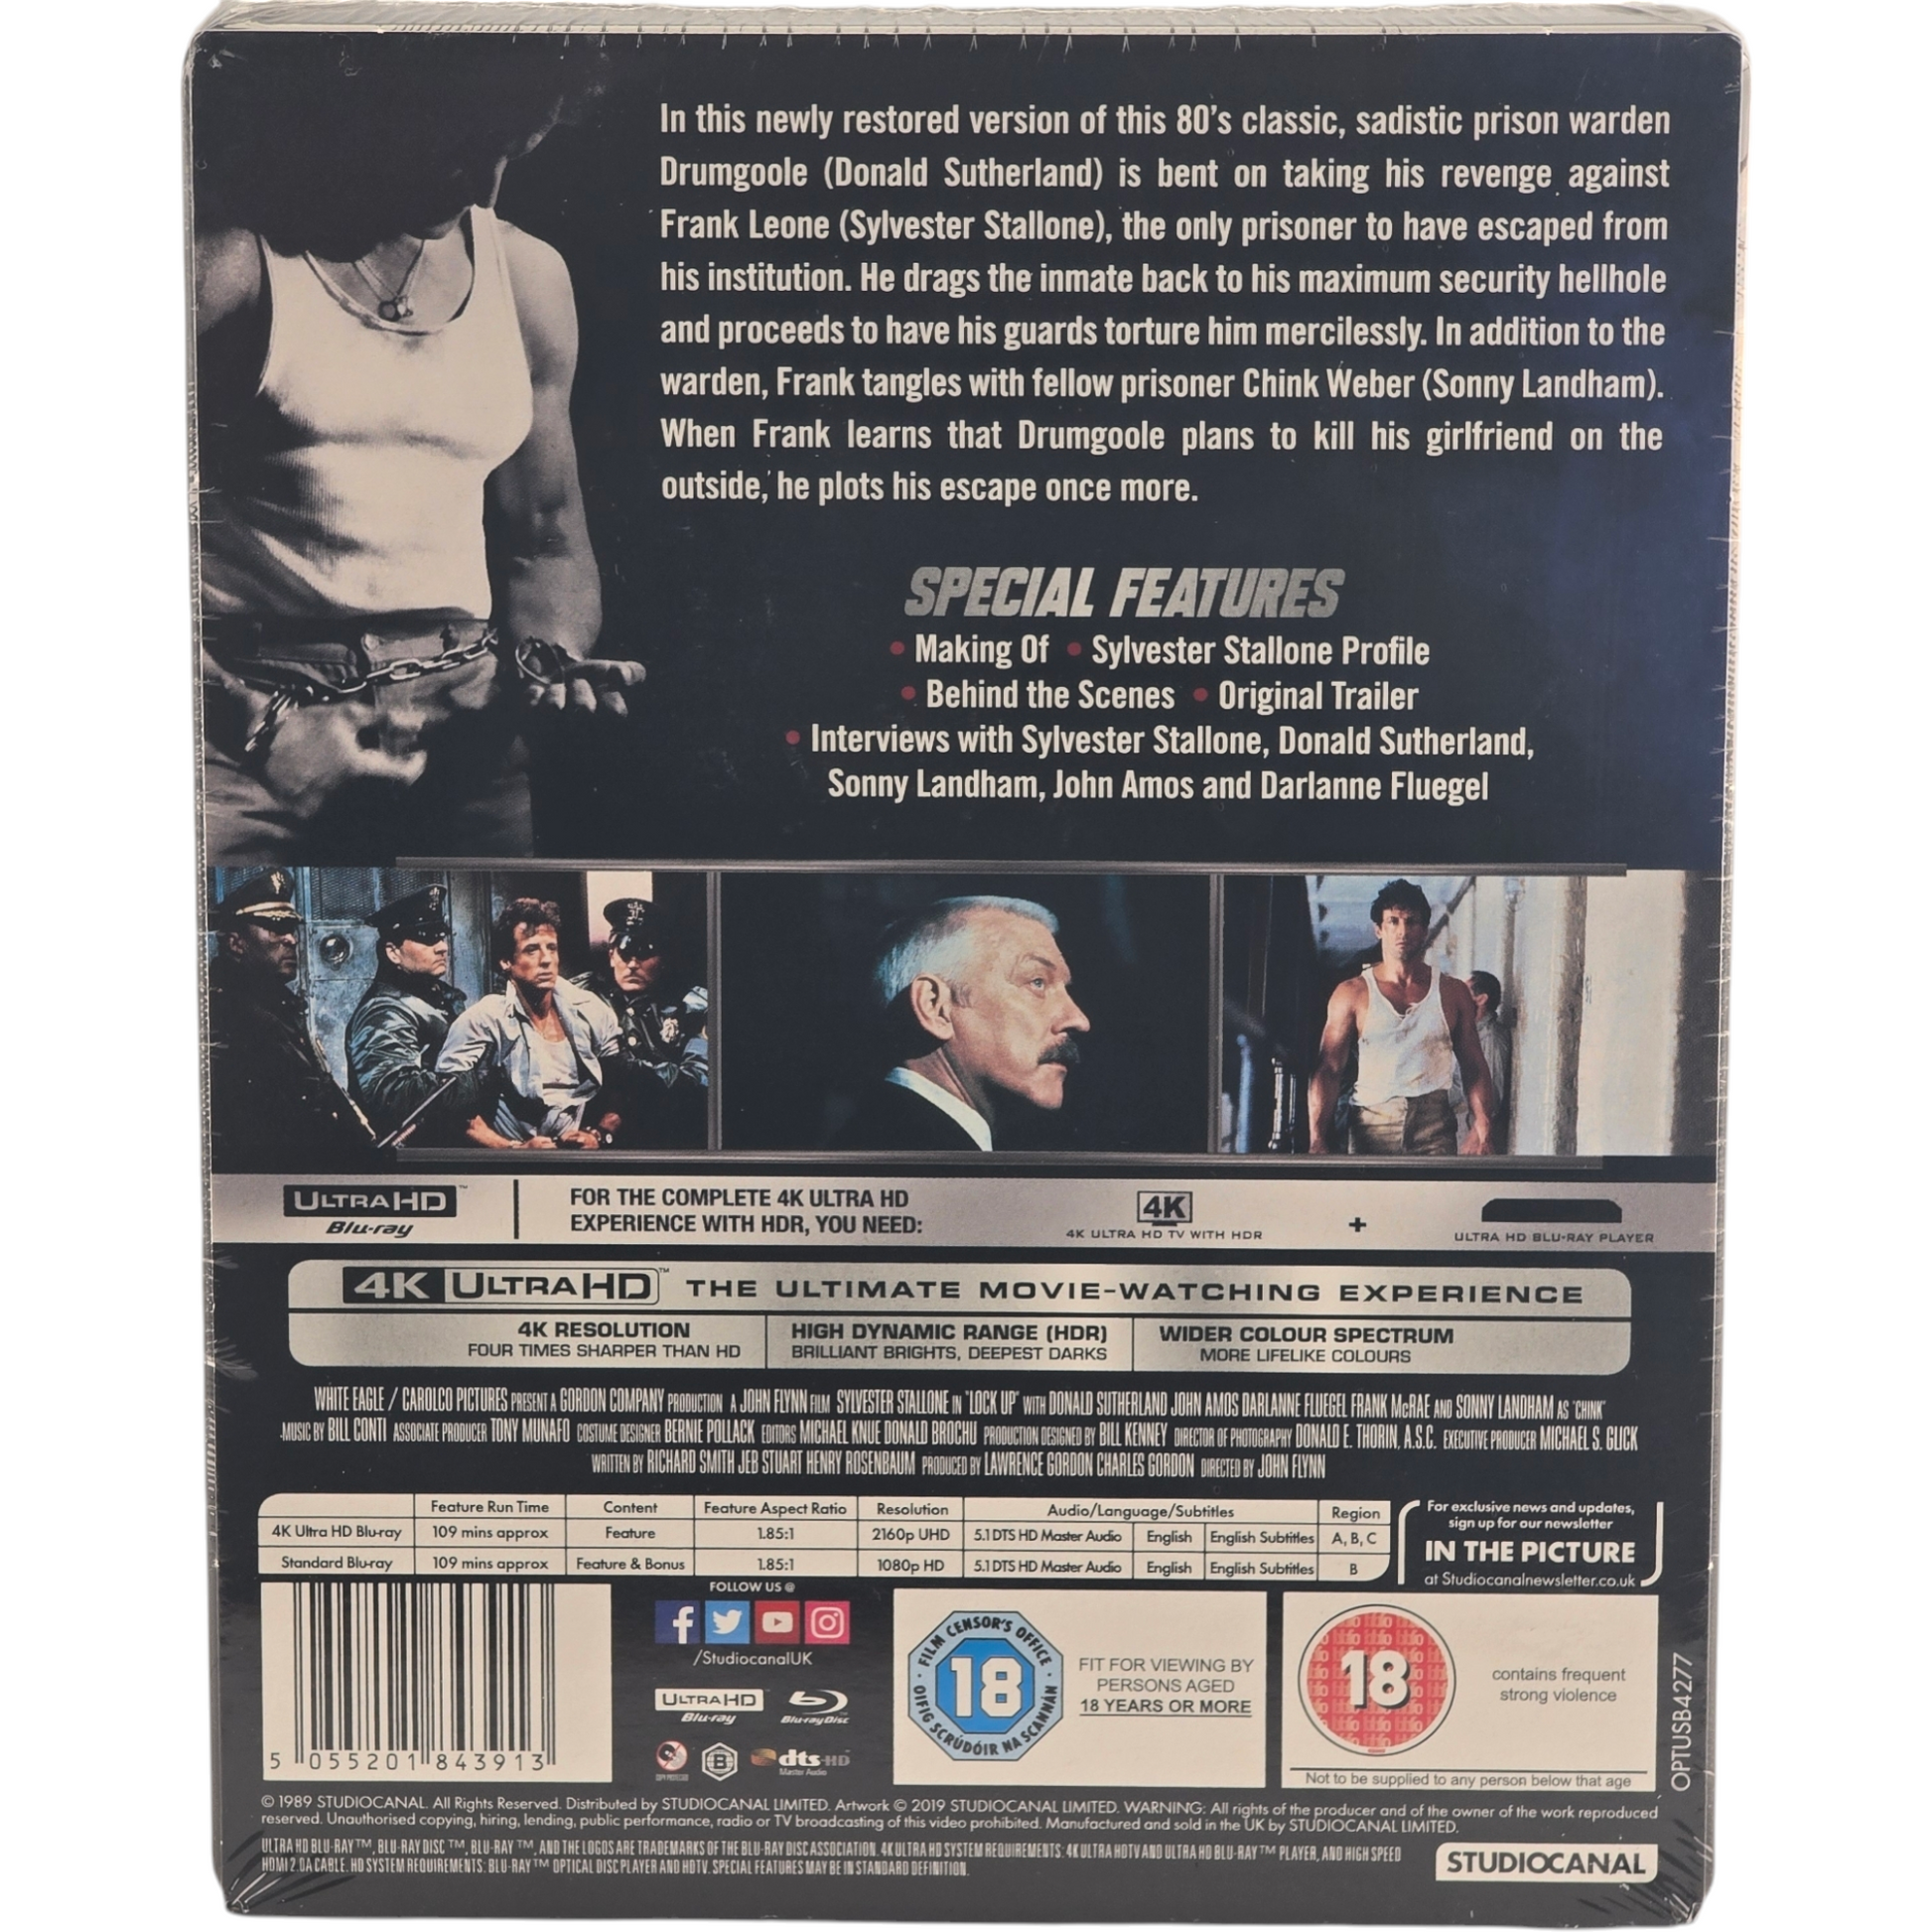 In this newly restored version of this 80's classic, sadistic prison warden
Drumgoole (Donald Sutherland) is bent on taking his revenge against
Frank Leone (Sylvester Stallone), the only prisoner to have escaped from
his institution. He drags the inmate back to his maximum security hellhole
and proceeds to have his guards torture him mercilessly. In addition to the
warden, Frank tangles with fellow prisoner Chink Weber (Sonny Landham).
When Frank learns that Drumgoole plans to kill his girlfriend on the
outside, he plots his escape once more.
SPECIAL FEATURES
• Making Of • Sylvester Stallone Profile
• Behind the Scenes • Original Trailer
• Interviews with Sylvester Stallone, Donald Sutherland,
Sonny Landham, John Amos and Darlanne Fluegel
ULTRA HD™
Blu-ray
FOR THE COMPLETE 4K ULTRA HD
EXPERIENCE WITH HDR, YOU NEED:
4K
4K ULTRA HD TV WITH HDR
+
ULTRA HD BLU-RAY PLAYER
4K ULTRA HD™ THE ULTIMATE MOVIE-WATCHING EXPERIENCE
4K RESOLUTION
FOUR TIMES SHARPER THAN HD
HIGH DYNAMIC RANGE (HDR)
BRILLIANT BRIGHTS, DEEPEST DARKS
WIDER COLOUR SPECTRUM
MORE LIFELIKE COLOURS
WHITE EAGLE / CAROLCO PICTURES PRESENT A GORDON COMPANY PRODUCTION A JOHN FLYNN FILM SYLVESTER STALLONE IN "LOCK UP" WITH DONALD SUTHERLAND JOHN AMOS DARLANNE FLUEGEL FRANK McRAE AND SONNY LANDHAM AS "CHINK"
MUSIC BY BILL CONTI ASSOCIATE PRODUCER TONY MUNAFO COSTUME DESIGNER BERNIE POLLACK EDITORS MICHAEL KNUE DONALD BROCHU PRODUCTION DESIGNED BY BILL KENNEY DIRECTOR OF PHOTOGRAPHY DONALD E. THORIN, A.S.C. EXECUTIVE PRODUCER MICHAEL S. GLICK
WRITTEN BY RICHARD SMITH JEB STUART HENRY ROSENBAUM PRODUCED BY LAWRENCE GORDON CHARLES GORDON DIRECTED BY JOHN FLYNN
Feature Run Time Content Feature Aspect Ratio Resolution Audio/Language/Subtitles Region
4K Ultra HD Blu-ray 109 mins approx Feature 1.85:1 2160p UHD 5.1 DTS HD Master Audio English English Subtitles A, B, C
Standard Blu-ray 109 mins approx Feature & Bonus 1.85:1 1080p HD 5.1 DTS HD Master Audio English English Subtitles B
For exclusive news and updates,
sign up for our newsletter
IN THE PICTURE
at Studiocanalnewsletter.co.uk
5 055201 843913
FOLLOW US @
/StudiocanalUK
ULTRA HD
Blu-ray
Blu-ray Disc
B
dts-HD
Master Audio
FILM CENSOR'S OFFICE
18
OIFIG SCRÚDÓIR NA SCANNÁN
FIT FOR VIEWING BY
PERSONS AGED
18 YEARS OR MORE
18
contains frequent
strong violence
Not to be supplied to any person below that age
OPTUSB4277
© 1989 STUDIOCANAL. All Rights Reserved. Distributed by STUDIOCANAL LIMITED. Artwork © 2019 STUDIOCANAL LIMITED. WARNING: All rights of the producer and of the owner of the work reproduced
reserved. Unauthorised copying, hiring, lending, public performance, radio or TV broadcasting of this video prohibited. Manufactured and sold in the UK by STUDIOCANAL LIMITED.
ULTRA HD BLU-RAY™, BLU-RAY DISC™, BLU-RAY™, AND THE LOGOS ARE TRADEMARKS OF THE BLU-RAY DISC ASSOCIATION. 4K ULTRA HD SYSTEM REQUIREMENTS: 4K ULTRA HDTV AND ULTRA HD BLU-RAY™ PLAYER, AND HIGH SPEED
HDMI 2.0A CABLE. HD SYSTEM REQUIREMENTS: BLU-RAY™ OPTICAL DISC PLAYER AND HDTV. SPECIAL FEATURES MAY BE IN STANDARD DEFINITION.
STUDIOCANAL